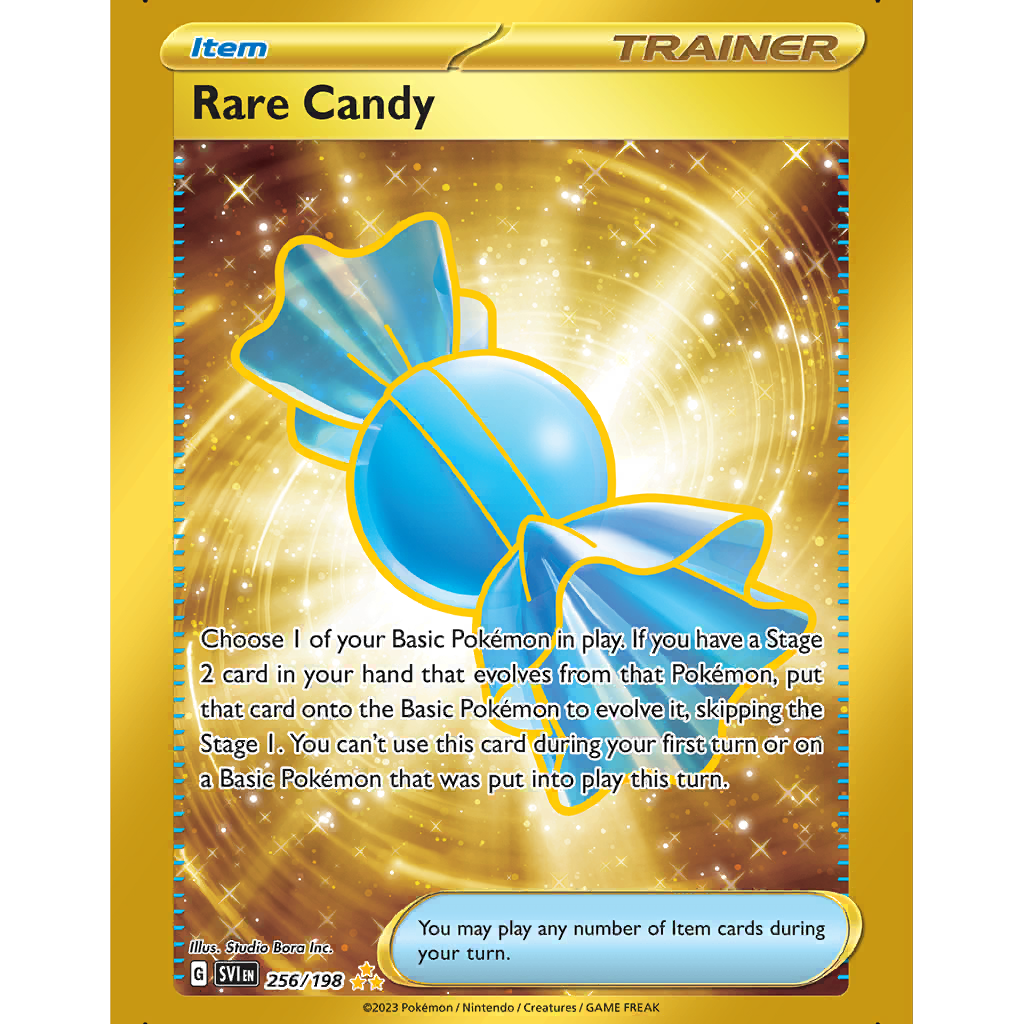 Item TRAINER
Rare Candy
Choose 1 of your Basic Pokémon in play. If you have a Stage
2 card in your hand that evolves from that Pokémon, put
that card onto the Basic Pokémon to evolve it, skipping the
Stage 1. You can't use this card during your first turn or on
a Basic Pokémon that was put into play this turn.
You may play any number of Item cards during
your turn.
Illus. Studio Bora Inc.
G SVI EN 256/198
©2023 Pokémon / Nintendo / Creatures / GAME FREAK